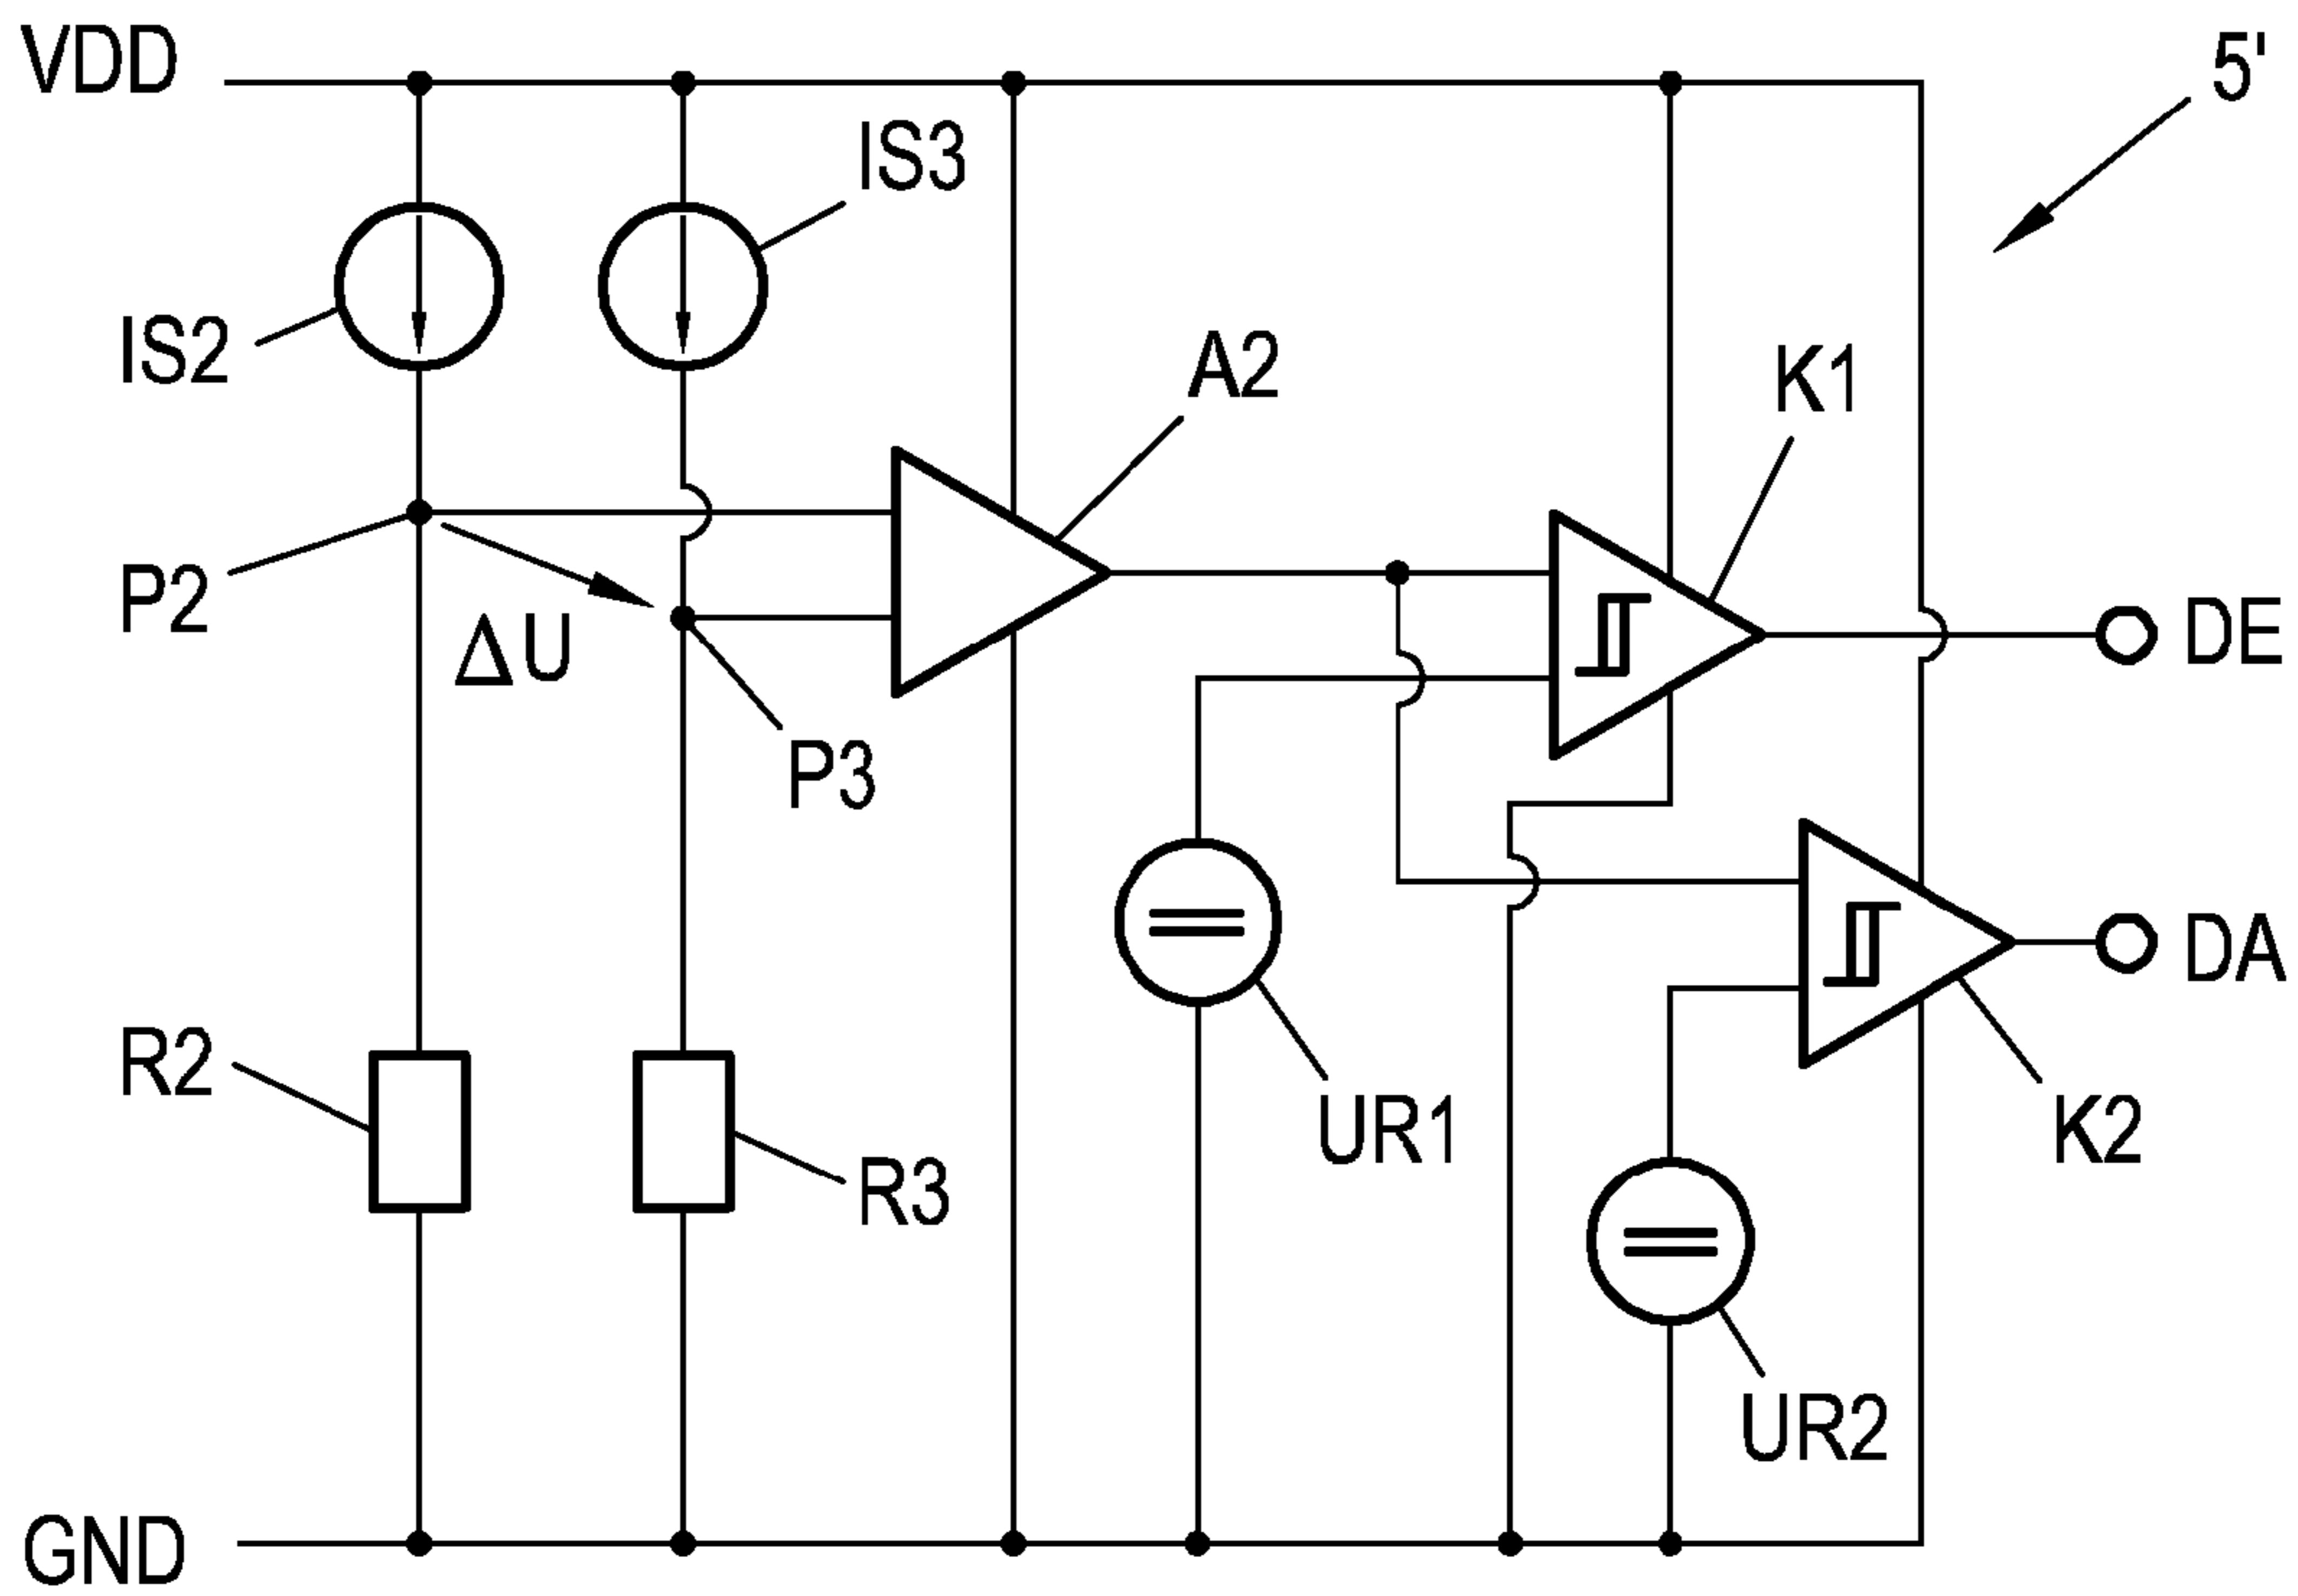 VDD
5'
IS3
IS2
A2
K1
P2
ΔU
DE
P3
DA
R2
UR1
K2
R3
UR2
GND